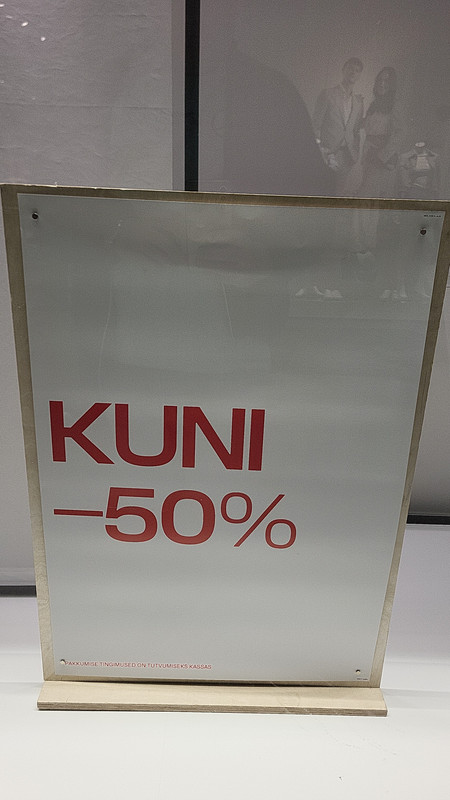 KUNI
–50%
PAKKUMISE TINGIMUSED ON TUTVUMISEKS KASSAS